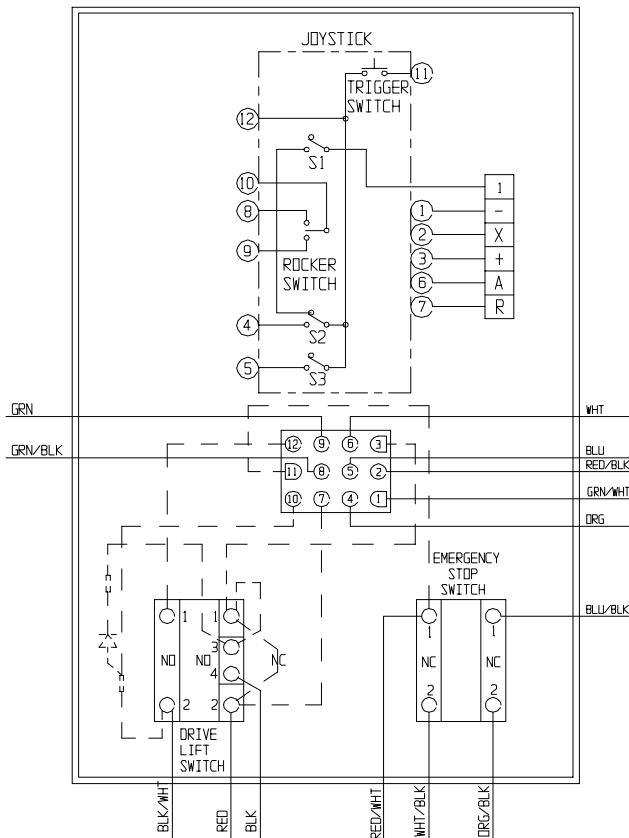 JOYSTICK
11
TRIGGER
SWITCH
12
S1
10
1
8
1 -
2 X
9
ROCKER
SWITCH
3 +
6 A
7 R
4
S2
5
S3
GRN
WHT
12 9 6 3
GRN/BLK
BLU
11 8 5 2
RED/BLK
10 7 4 1
GRN/WHT
ORG
EMERGENCY
STOP
SWITCH
BLU/BLK
1 1
3
1 1
NO NO NC
4
NC NC
2 2
2 2
DRIVE
LIFT
SWITCH
BLK/WHT
RED
BLK
RED/WHT
WHT/BLK
ORG/BLK